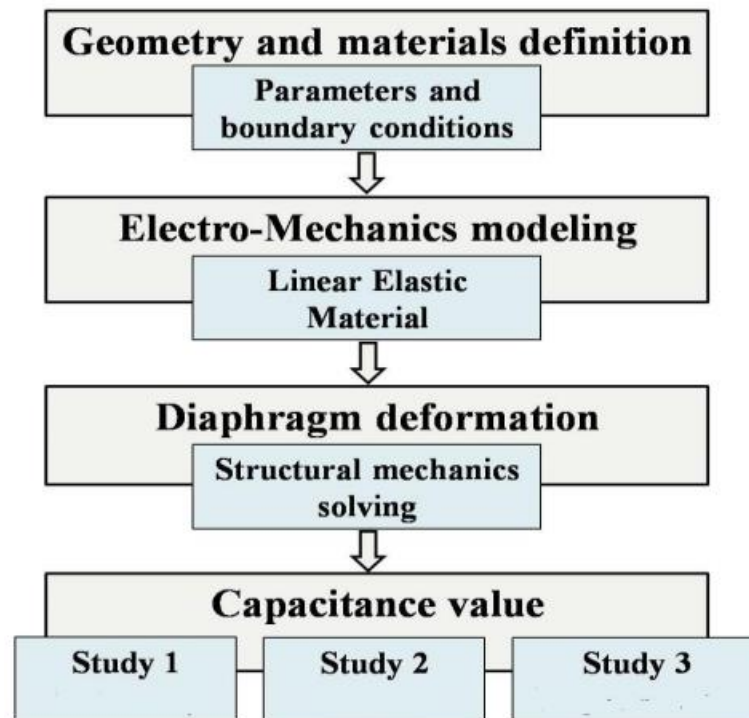 Geometry and materials definition
Parameters and
boundary conditions
Electro-Mechanics modeling
Linear Elastic
Material
Diaphragm deformation
Structural mechanics
solving
Capacitance value
Study 1
Study 2
Study 3